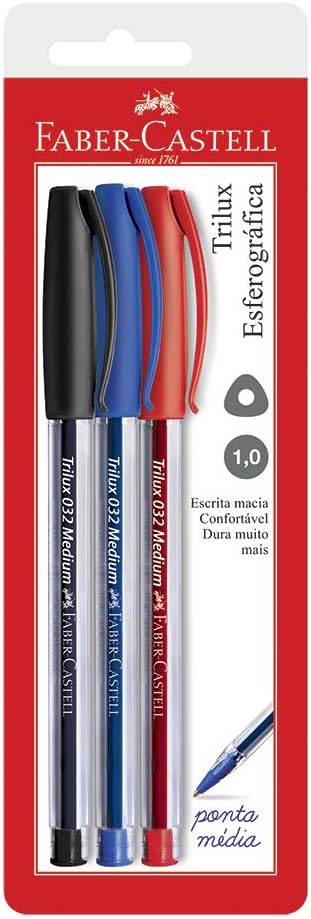 FABER-CASTELL
since 1761
Trilux
Esferográfica
1,0
Escrita macia
Confortável
Dura muito
mais
Trilux 032 Medium FABER-CASTELL
Trilux 032 Medium FABER-CASTELL
Trilux 032 Medium FABER-CASTELL
ponta
média